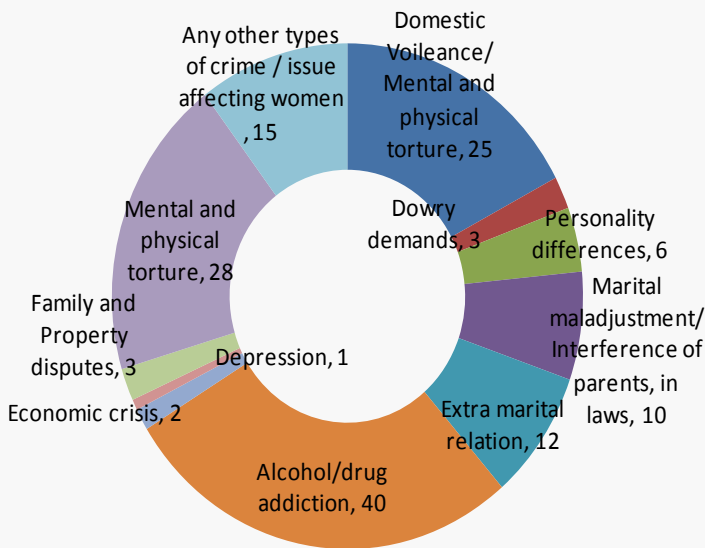 Domestic
Voileance/
Mental and
physical
torture, 25
Dowry
demands, 3
Personality
differences, 6
Marital
maladjustment/
Interference of
parents, in
laws, 10
Extra marital
relation, 12
Alcohol/drug
addiction, 40
Economic crisis, 2
Depression, 1
Family and
Property
disputes, 3
Mental and
physical
torture, 28
Any other types
of crime / issue
affecting women
, 15